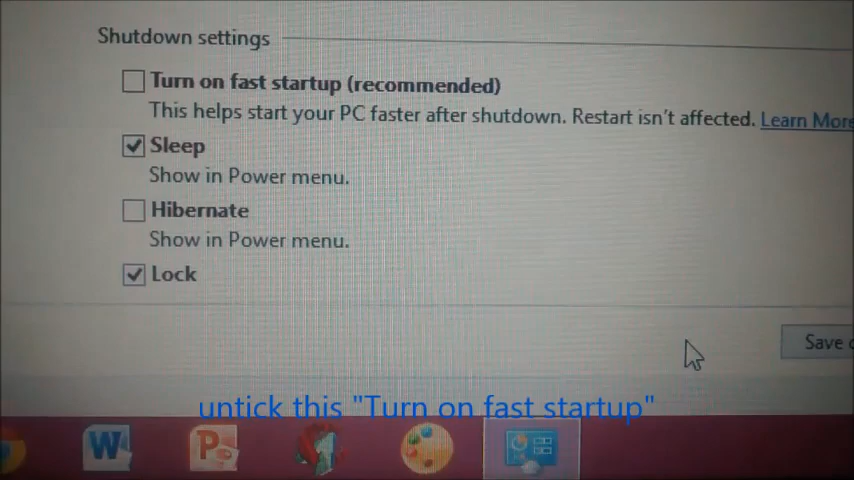 Shutdown settings
Turn on fast startup (recommended)
This helps start your PC faster after shutdown. Restart isn't affected. Learn More
Sleep
Show in Power menu.
Hibernate
Show in Power menu.
Lock
Save c
untick this "Turn on fast startup"
W P